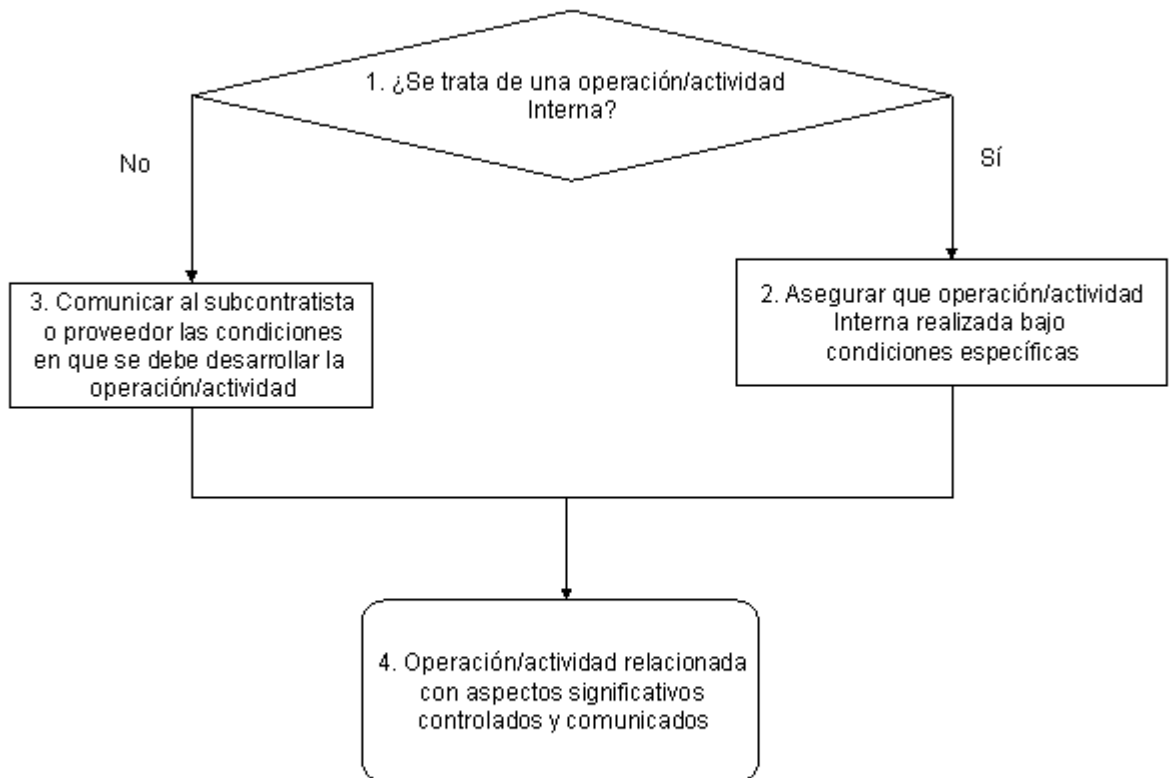 1. ¿Se trata de una operación/actividad
Interna?
No
Sí
3. Comunicar al subcontratista
o proveedor las condiciones
en que se debe desarrollar la
operación/actividad
2. Asegurar que operación/actividad
Interna realizada bajo
condiciones específicas
4. Operación/actividad relacionada
con aspectos significativos
controlados y comunicados